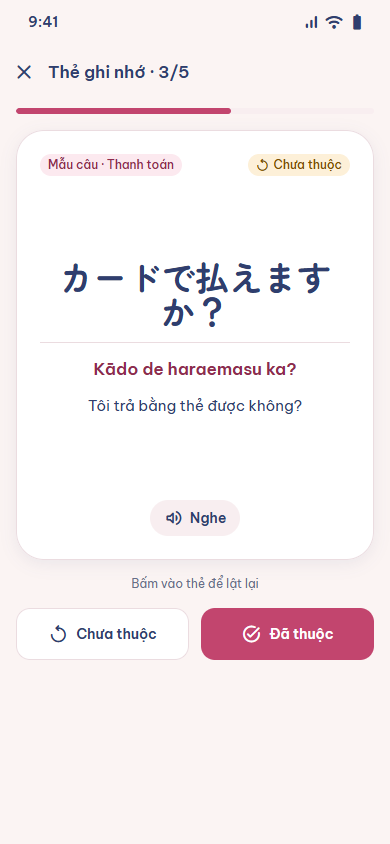 9:41
Thẻ ghi nhớ · 3/5
Mẫu câu · Thanh toán
Chưa thuộc
カードで払えます
か？
Kādo de haraemasu ka?
Tôi trả bằng thẻ được không?
Nghe
Bấm vào thẻ để lật lại
Chưa thuộc
Đã thuộc